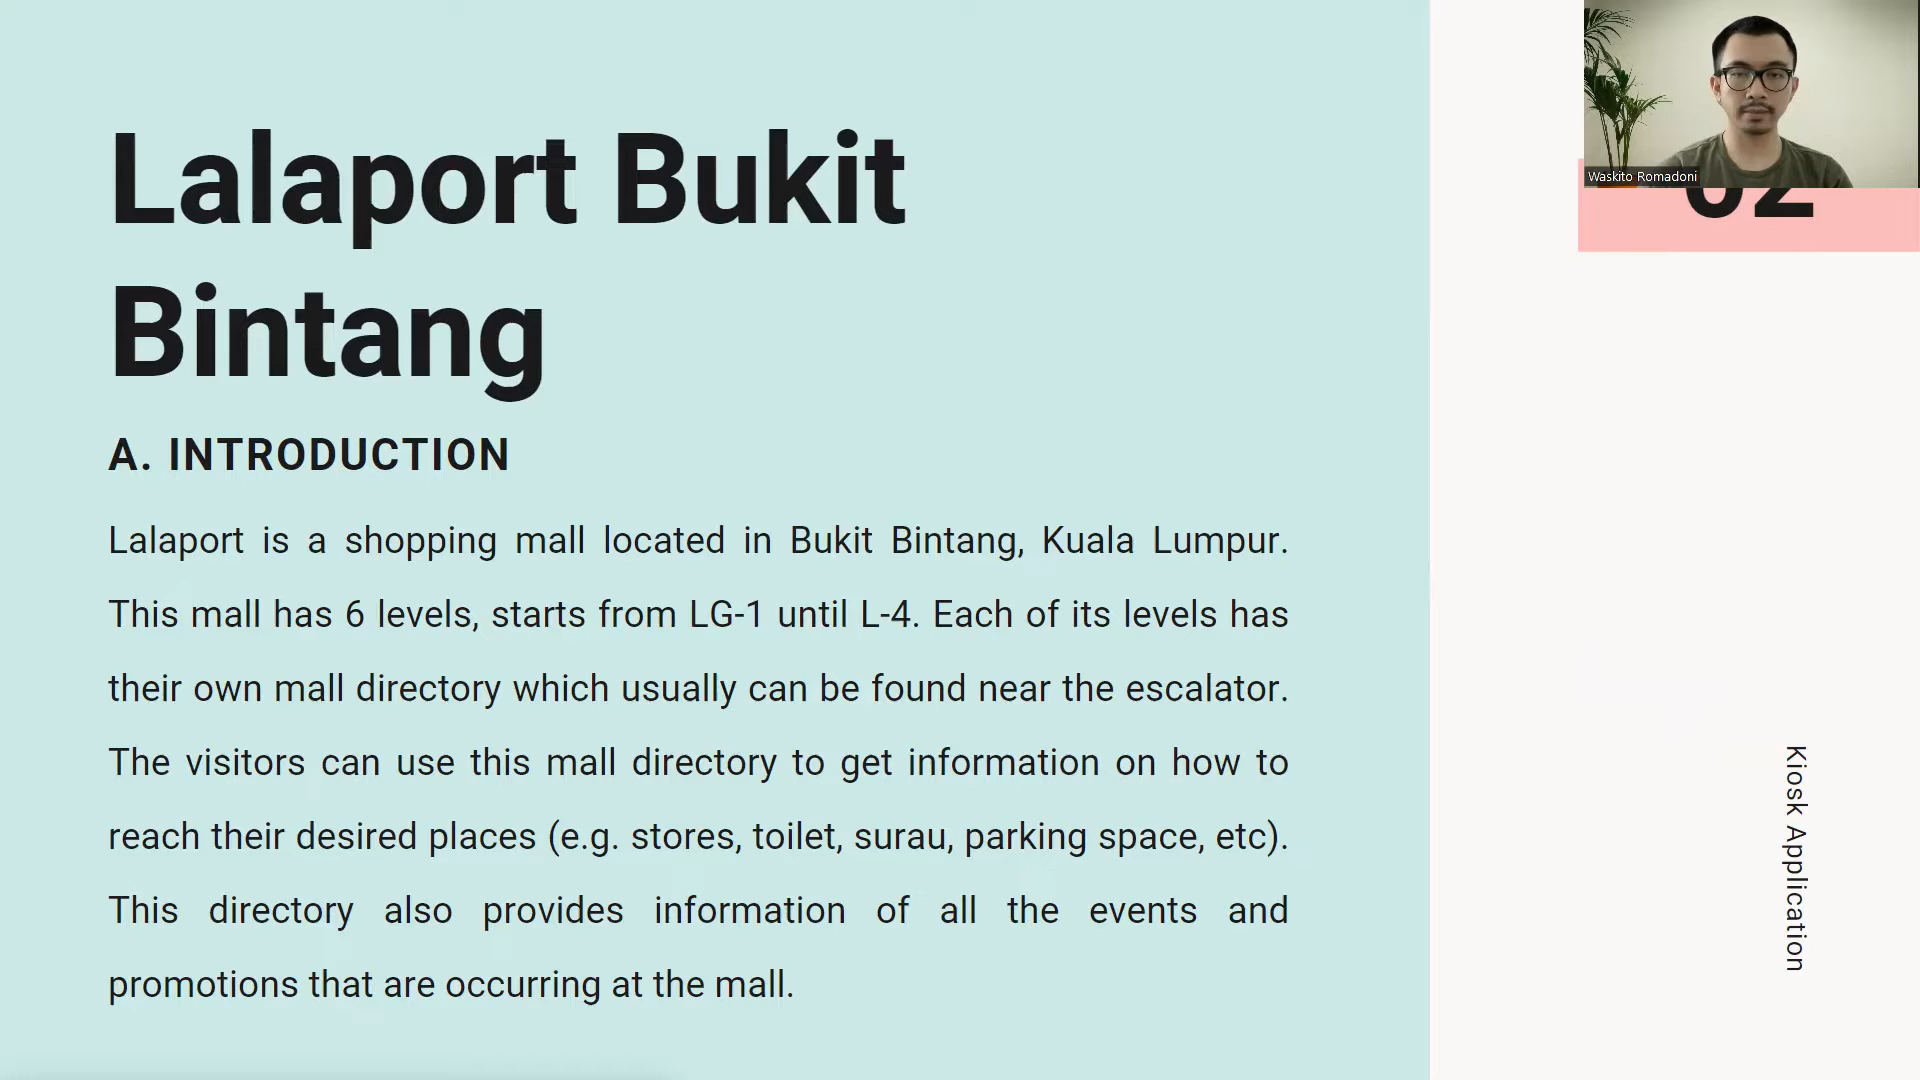 Lalaport Bukit
Bintang
A. INTRODUCTION
Lalaport is a shopping mall located in Bukit Bintang, Kuala Lumpur.
This mall has 6 levels, starts from LG-1 until L-4. Each of its levels has
their own mall directory which usually can be found near the escalator.
The visitors can use this mall directory to get information on how to
reach their desired places (e.g. stores, toilet, surau, parking space, etc).
This directory also provides information of all the events and
promotions that are occurring at the mall.
Waskito Romadoni
02
Kiosk Application